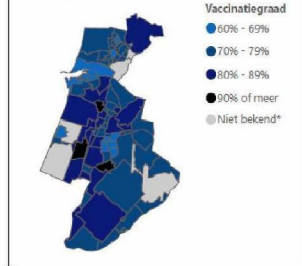 Vaccinatiegraad
60% - 69%
70% - 79%
80% - 89%
90% of meer
Niet bekend*